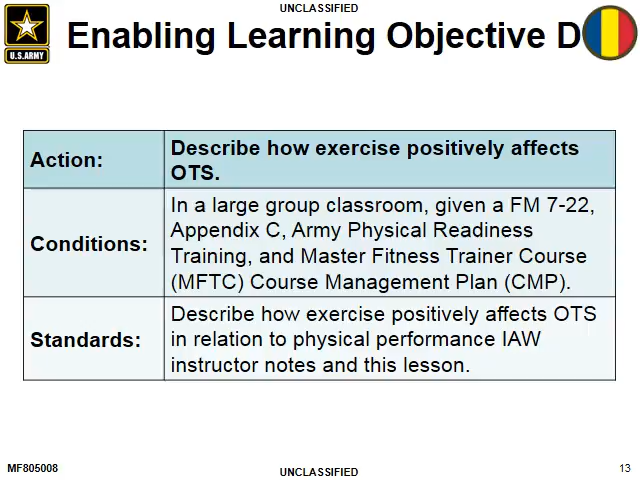 UNCLASSIFIED
Enabling Learning Objective D
U.S.ARMY
Action:
Describe how exercise positively affects
OTS.
Conditions:
In a large group classroom, given a FM 7-22,
Appendix C, Army Physical Readiness
Training, and Master Fitness Trainer Course
(MFTC) Course Management Plan (CMP).
Standards:
Describe how exercise positively affects OTS
in relation to physical performance IAW
instructor notes and this lesson.
MF805008
UNCLASSIFIED
13